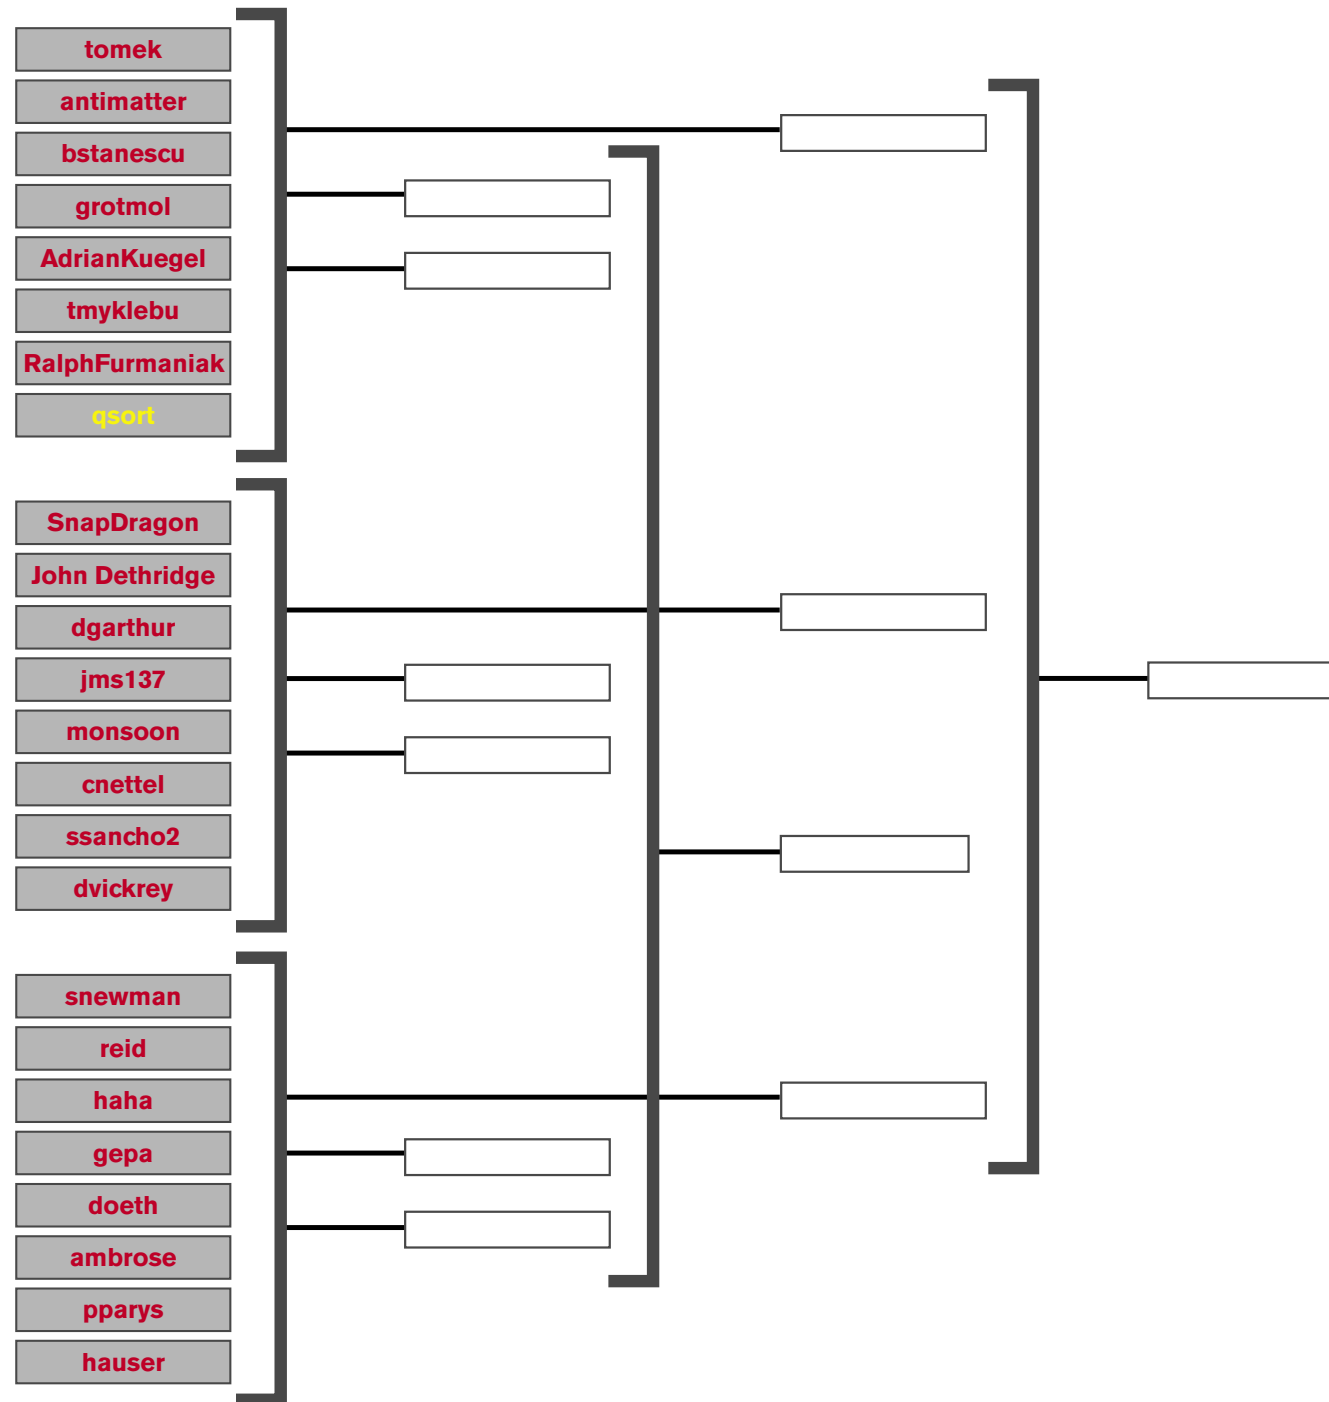 tomek
antimatter
bstanescu
grotmol
AdrianKuegel
tmyklebu
RalphFurmaniak
qsort
SnapDragon
John Dethridge
dgarthur
jms137
monsoon
cnettel
ssancho2
dvickrey
snewman
reid
haha
gepa
doeth
ambrose
pparys
hauser